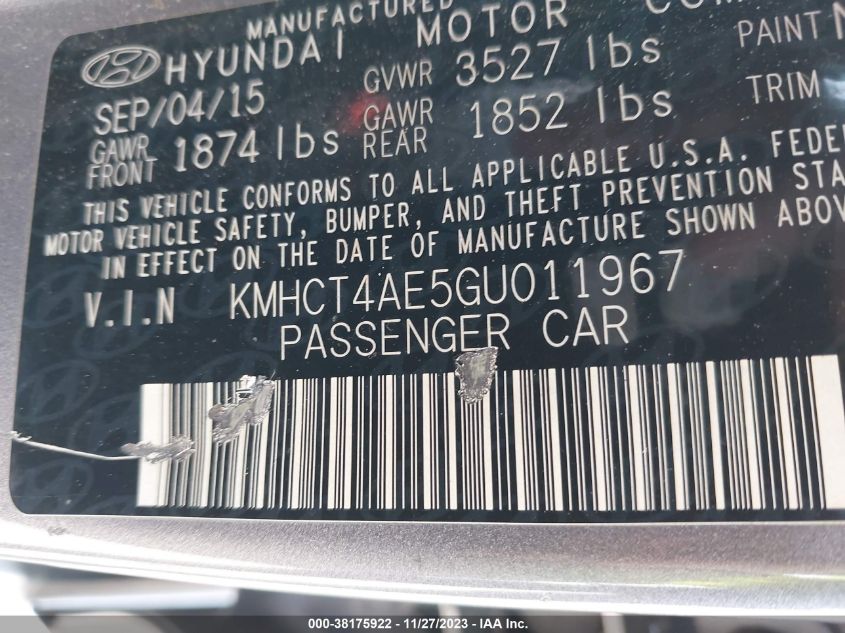 MANUFACTURED
HYUNDAI MOTOR
SEP/04/15 GVWR 3527 lbs PAINT
GAWR FRONT 1874 lbs GAWR REAR 1852 lbs TRIM
THIS VEHICLE CONFORMS TO ALL APPLICABLE U.S.A.
MOTOR VEHICLE SAFETY, BUMPER, AND THEFT PREVENTION
IN EFFECT ON THE DATE OF MANUFACTURE SHOWN
V.I.N KMHCT4AE5GU011967
PASSENGER CAR
000-38175922 - 11/27/2023 - IAA Inc.